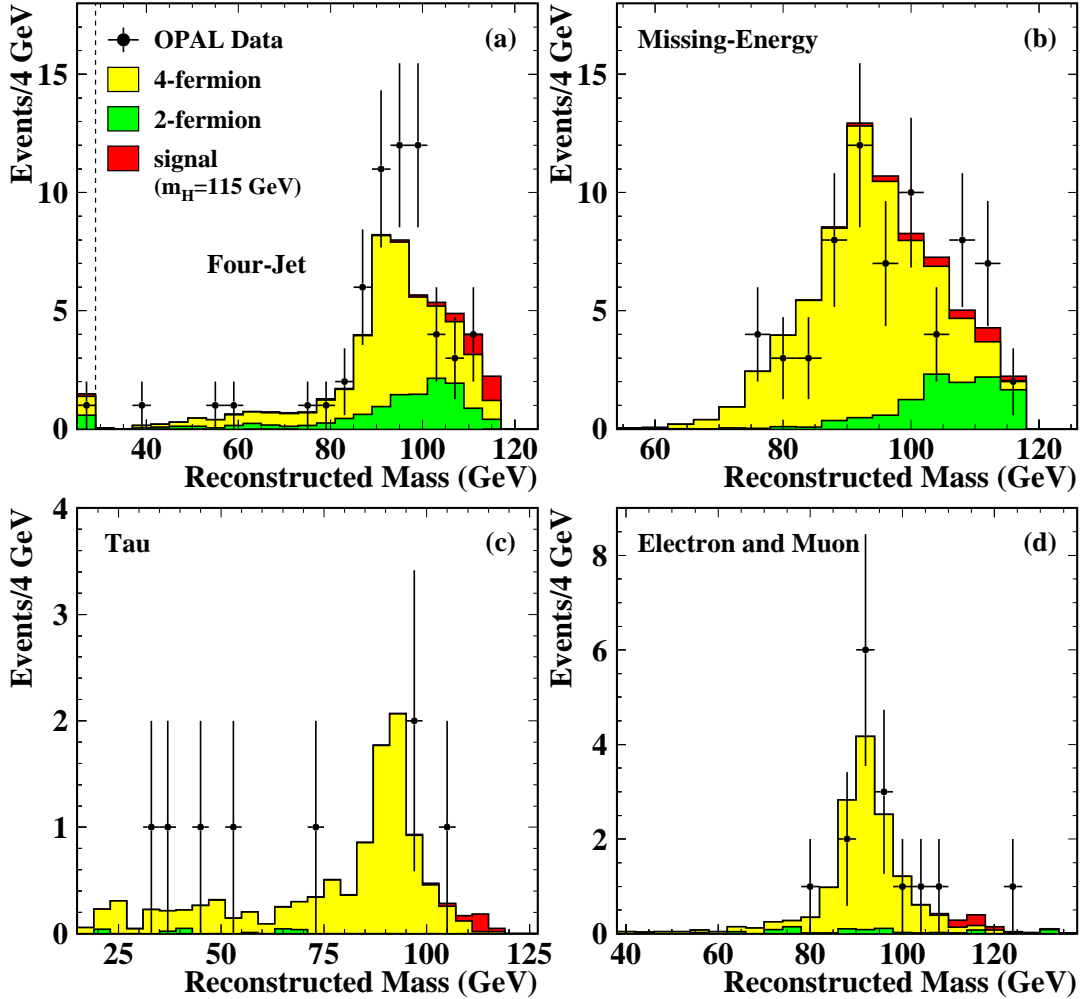 (a)
OPAL Data
4-fermion
2-fermion
signal
(m_H=115 GeV)
Four-Jet
Events/4 GeV
0
5
10
15
40
60
80
100
120
Reconstructed Mass (GeV)
Missing-Energy
(b)
Events/4 GeV
0
5
10
15
60
80
100
120
Reconstructed Mass (GeV)
Tau
(c)
Events/4 GeV
0
1
2
3
4
25
50
75
100
125
Reconstructed Mass (GeV)
Electron and Muon
(d)
Events/4 GeV
0
2
4
6
8
40
60
80
100
120
Reconstructed Mass (GeV)